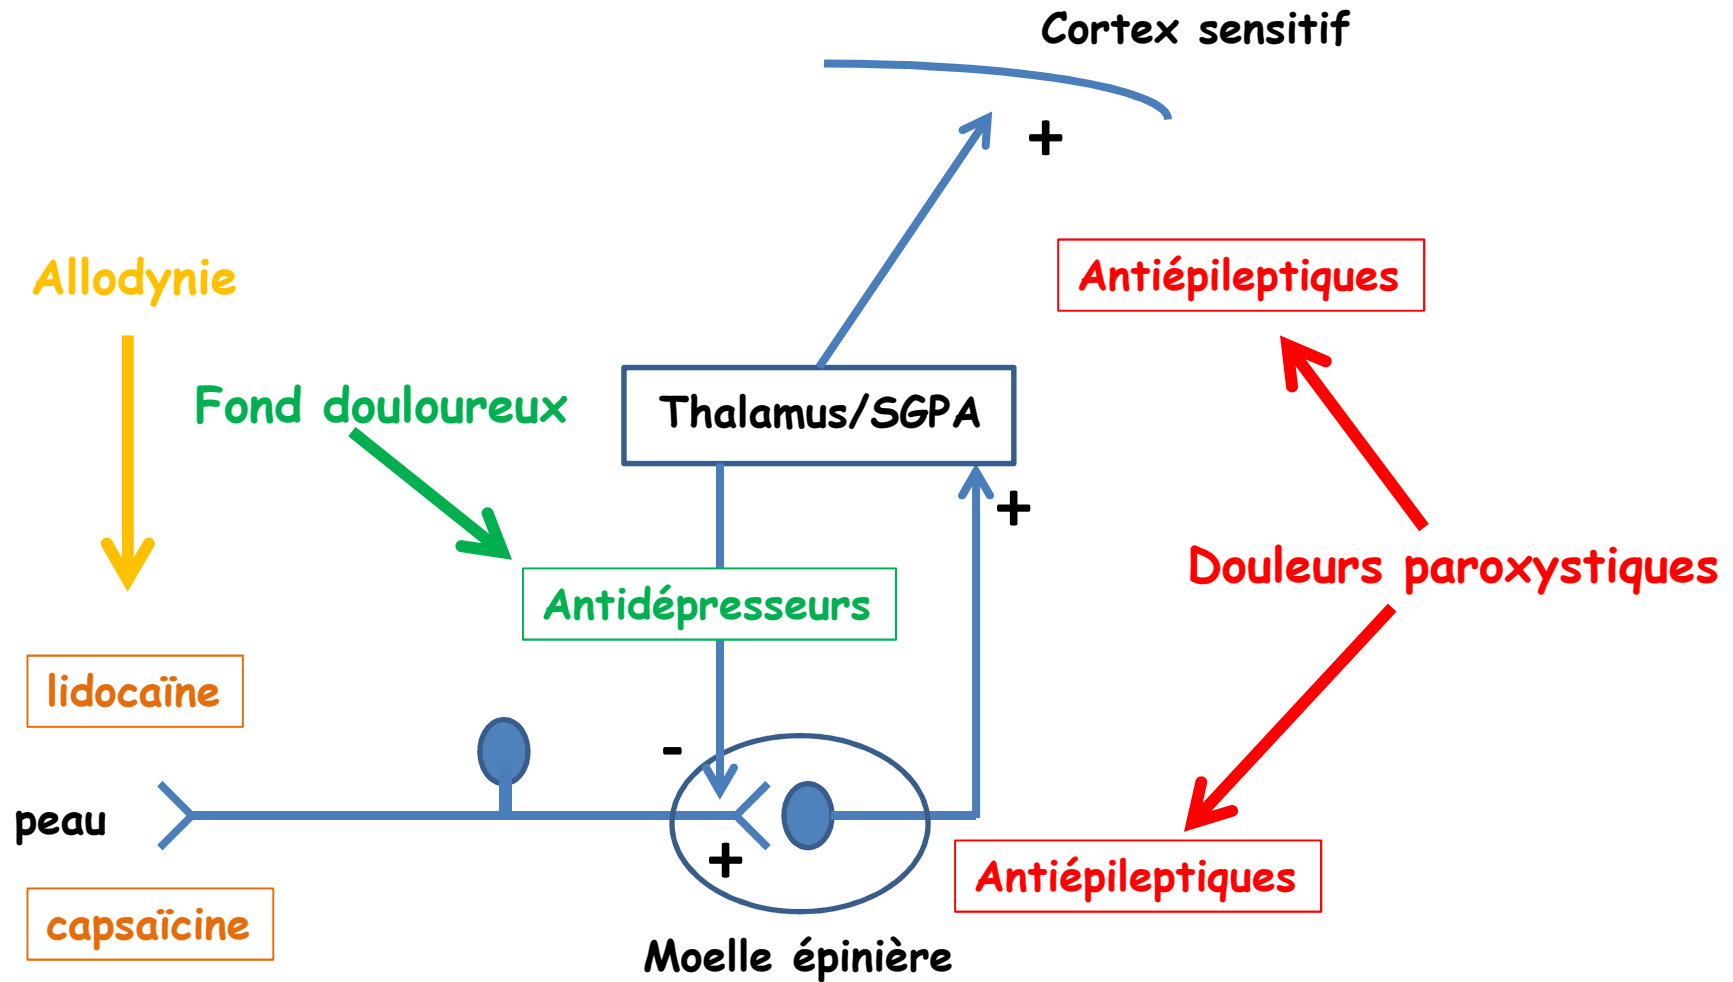 Cortex sensitif
+
Antiépileptiques
Allodynie
Fond douloureux
Thalamus/SGPA
+
Douleurs paroxystiques
Antidépresseurs
lidocaïne
-
peau
+
Antiépileptiques
capsaïcine
Moelle épinière